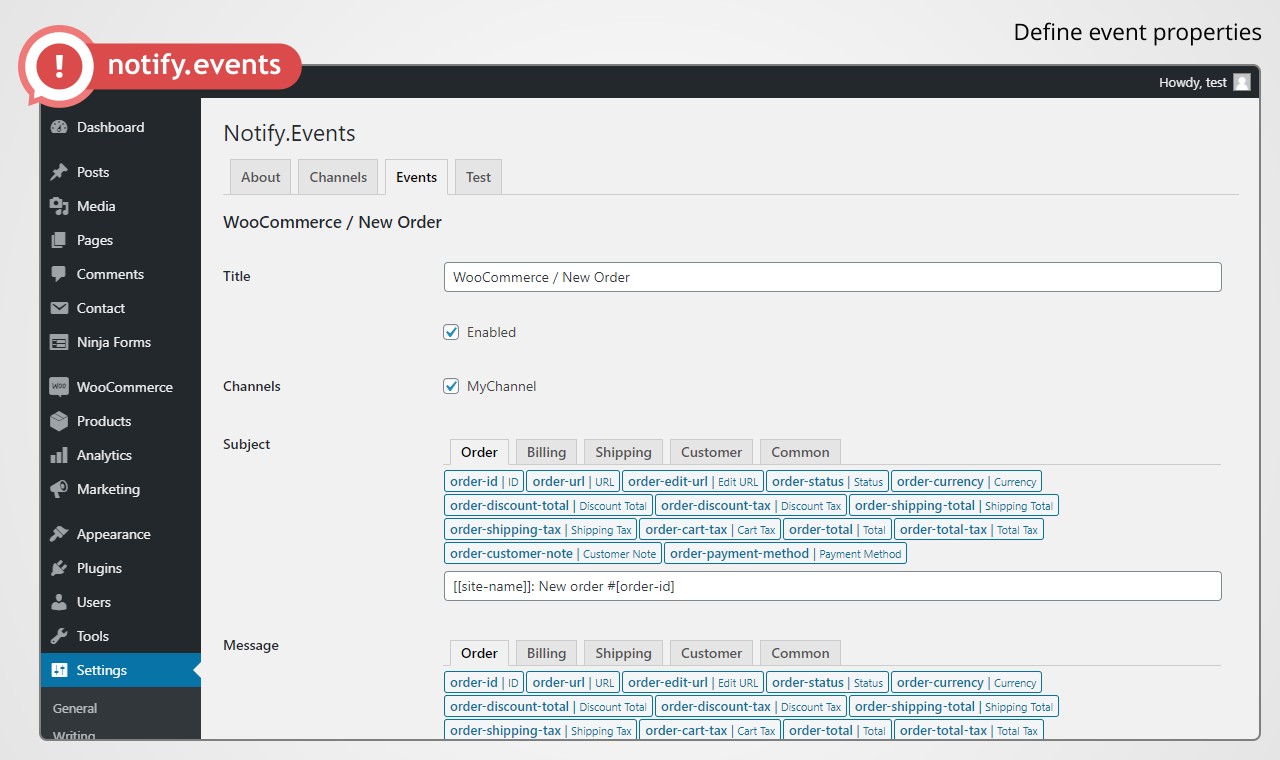 Define event properties
! notify.events
Howdy, test
Dashboard
Posts
Media
Pages
Comments
Contact
Ninja Forms
WOO WooCommerce
Products
Analytics
Marketing
Appearance
Plugins
Users
Tools
Settings
General
Writing
Notify.Events
About Channels Events Test
WooCommerce / New Order
Title WooCommerce / New Order
Enabled
Channels MyChannel
Subject Order Billing Shipping Customer Common
order-id | ID order-url | URL order-edit-url | Edit URL order-status | Status order-currency | Currency
order-discount-total | Discount Total order-discount-tax | Discount Tax order-shipping-total | Shipping Total
order-shipping-tax | Shipping Tax order-cart-tax | Cart Tax order-total | Total order-total-tax | Total Tax
order-customer-note | Customer Note order-payment-method | Payment Method
[[site-name]]: New order #[order-id]
Message Order Billing Shipping Customer Common
order-id | ID order-url | URL order-edit-url | Edit URL order-status | Status order-currency | Currency
order-discount-total | Discount Total order-discount-tax | Discount Tax order-shipping-total | Shipping Total
order-shipping-tax | Shipping Tax order-cart-tax | Cart Tax order-total | Total order-total-tax | Total Tax